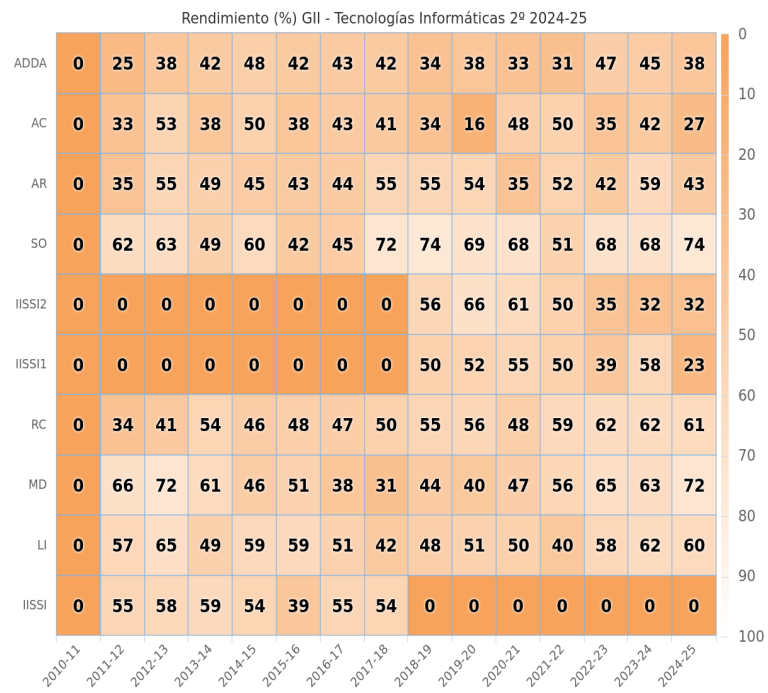 Rendimiento (%) GII - Tecnologías Informáticas 2º 2024-25
ADDA 0 25 38 42 48 42 43 42 34 38 33 31 47 45 38
AC 0 33 53 38 50 38 43 41 34 16 48 50 35 42 27
AR 0 35 55 49 45 43 44 55 55 54 35 52 42 59 43
SO 0 62 63 49 60 42 45 72 74 69 68 51 68 68 74
IISSI2 0 0 0 0 0 0 0 0 56 66 61 50 35 32 32
IISSI1 0 0 0 0 0 0 0 0 50 52 55 50 39 58 23
RC 0 34 41 54 46 48 47 50 55 56 48 59 62 62 61
MD 0 66 72 61 46 51 38 31 44 40 47 56 65 63 72
LI 0 57 65 49 59 59 51 42 48 51 50 40 58 62 60
IISSI 0 55 58 59 54 39 55 54 0 0 0 0 0 0 0
2010-11 2011-12 2012-13 2013-14 2014-15 2015-16 2016-17 2017-18 2018-19 2019-20 2020-21 2021-22 2022-23 2023-24 2024-25
0
10
20
30
40
50
60
70
80
90
100